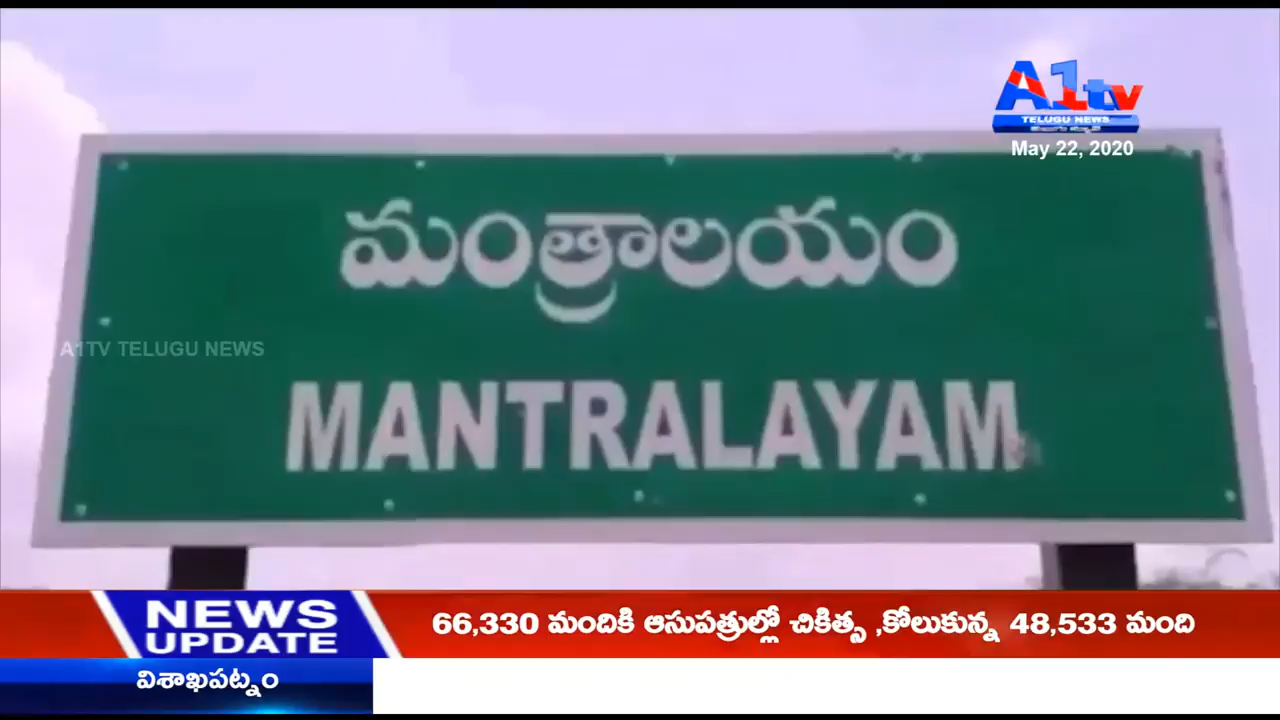 A1tv
TELUGU NEWS
May 22, 2020
మంత్రాలయం
A1TV TELUGU NEWS
MANTRALAYAM
NEWS UPDATE
66,330 మందికి ఆసుపత్రుల్లో చికిత్స ,కోలుకున్న 48,533 మంది
విశాఖపట్నం